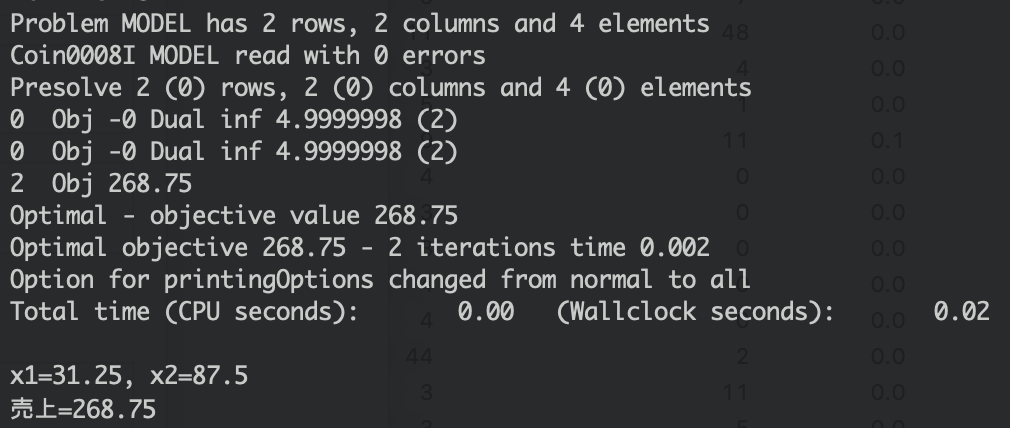 Problem MODEL has 2 rows, 2 columns and 4 elements
Coin0008I MODEL read with 0 errors
Presolve 2 (0) rows, 2 (0) columns and 4 (0) elements
0  Obj -0 Dual inf 4.9999998 (2)
0  Obj -0 Dual inf 4.9999998 (2)
2  Obj 268.75
Optimal - objective value 268.75
Optimal objective 268.75 - 2 iterations time 0.002
Option for printingOptions changed from normal to all
Total time (CPU seconds):       0.00   (Wallclock seconds):       0.02
x1=31.25, x2=87.5
売上=268.75